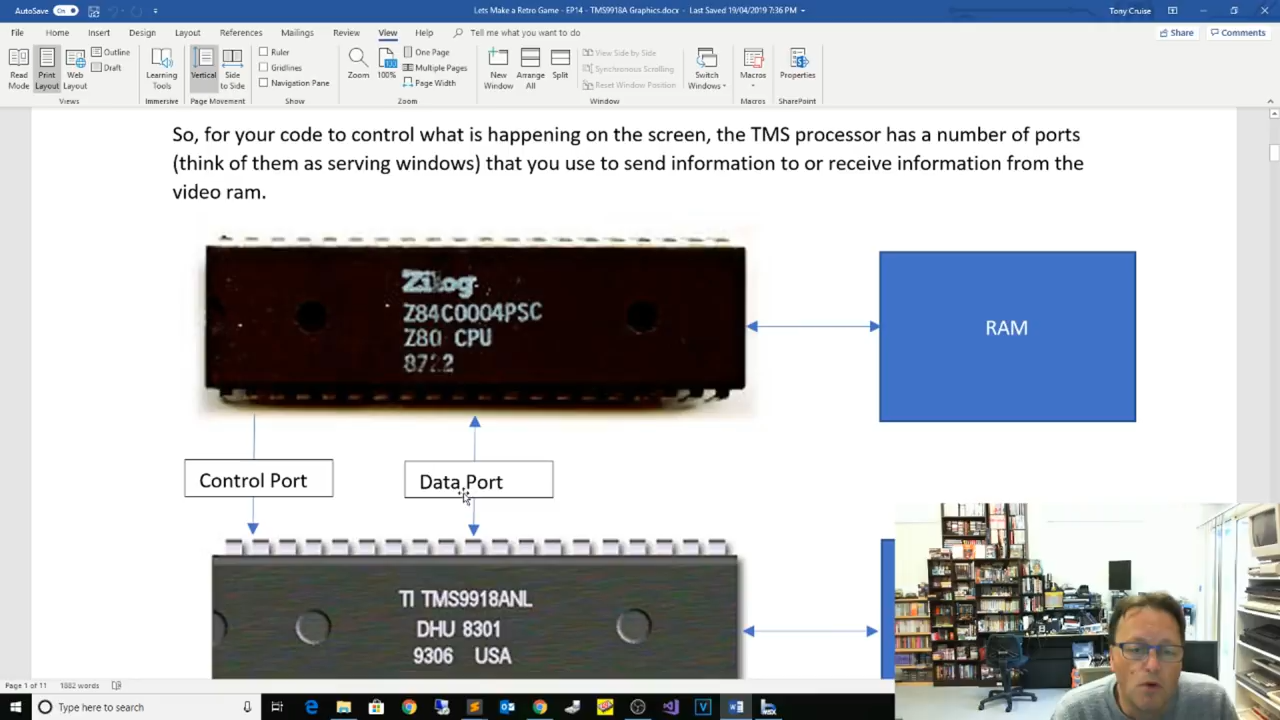 AutoSave On
Lets Make a Retro Game - EP14 - TMS9918A Graphics.docx - Last Saved 19/04/2019 7:36 PM
Tony Cruise
File Home Insert Draw Design Layout References Mailings Review View Help Tell me what you want to do
Share Comments
Read Mode
Print Layout
Web Layout
Outline
Draft
Views
Learning Tools
Immersive
Vertical
Side to Side
Page Movement
Ruler
Gridlines
Navigation Pane
Show
Zoom
100%
One Page
Multiple Pages
Page Width
Zoom
New Window
Arrange All
Split
View Side by Side
Synchronous Scrolling
Reset Window Position
Switch Windows
Window
Macros
Macros
Properties
SharePoint
So, for your code to control what is happening on the screen, the TMS processor has a number of ports
(think of them as serving windows) that you use to send information to or receive information from the
video ram.
Zilog
Z84C0004PSC
Z80 CPU
8722
RAM
Control Port
Data Port
TI TMS9918ANL
DHU 8301
9306 USA
Page 1 of 11 1882 words
Type here to search